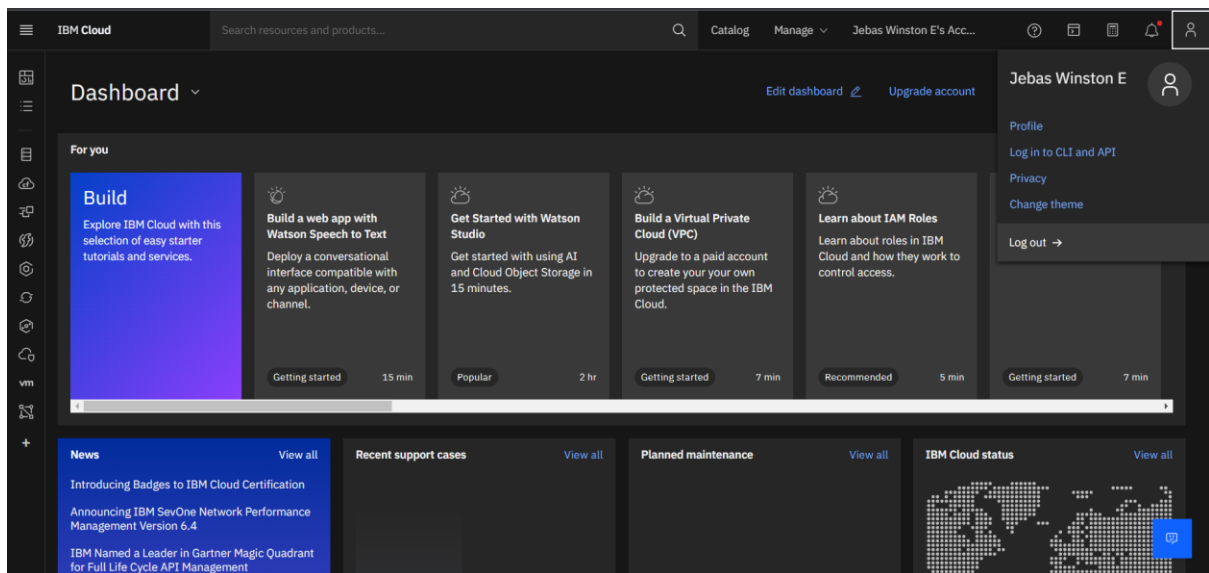 IBM Cloud
Search resources and products...
Catalog
Manage
Jebas Winston E's Acc...
Jebas Winston E
Profile
Log in to CLI and API
Privacy
Change theme
Log out →
Dashboard
Edit dashboard
Upgrade account
For you
Build
Explore IBM Cloud with this
selection of easy starter
tutorials and services.
Build a web app with
Watson Speech to Text
Deploy a conversational
interface compatible with
any application, device, or
channel.
Getting started
15 min
Get Started with Watson
Studio
Get started with using AI
and Cloud Object Storage in
15 minutes.
Popular
2 hr
Build a Virtual Private
Cloud (VPC)
Upgrade to a paid account
to create your your own
protected space in the IBM
Cloud.
Getting started
7 min
Learn about IAM Roles
Learn about roles in IBM
Cloud and how they work to
control access.
Recommended
5 min
Getting started
7 min
vm
News
View all
Introducing Badges to IBM Cloud Certification
Announcing IBM SevOne Network Performance
Management Version 6.4
IBM Named a Leader in Gartner Magic Quadrant
for Full Life Cycle API Management
Recent support cases
View all
Planned maintenance
View all
IBM Cloud status
View all